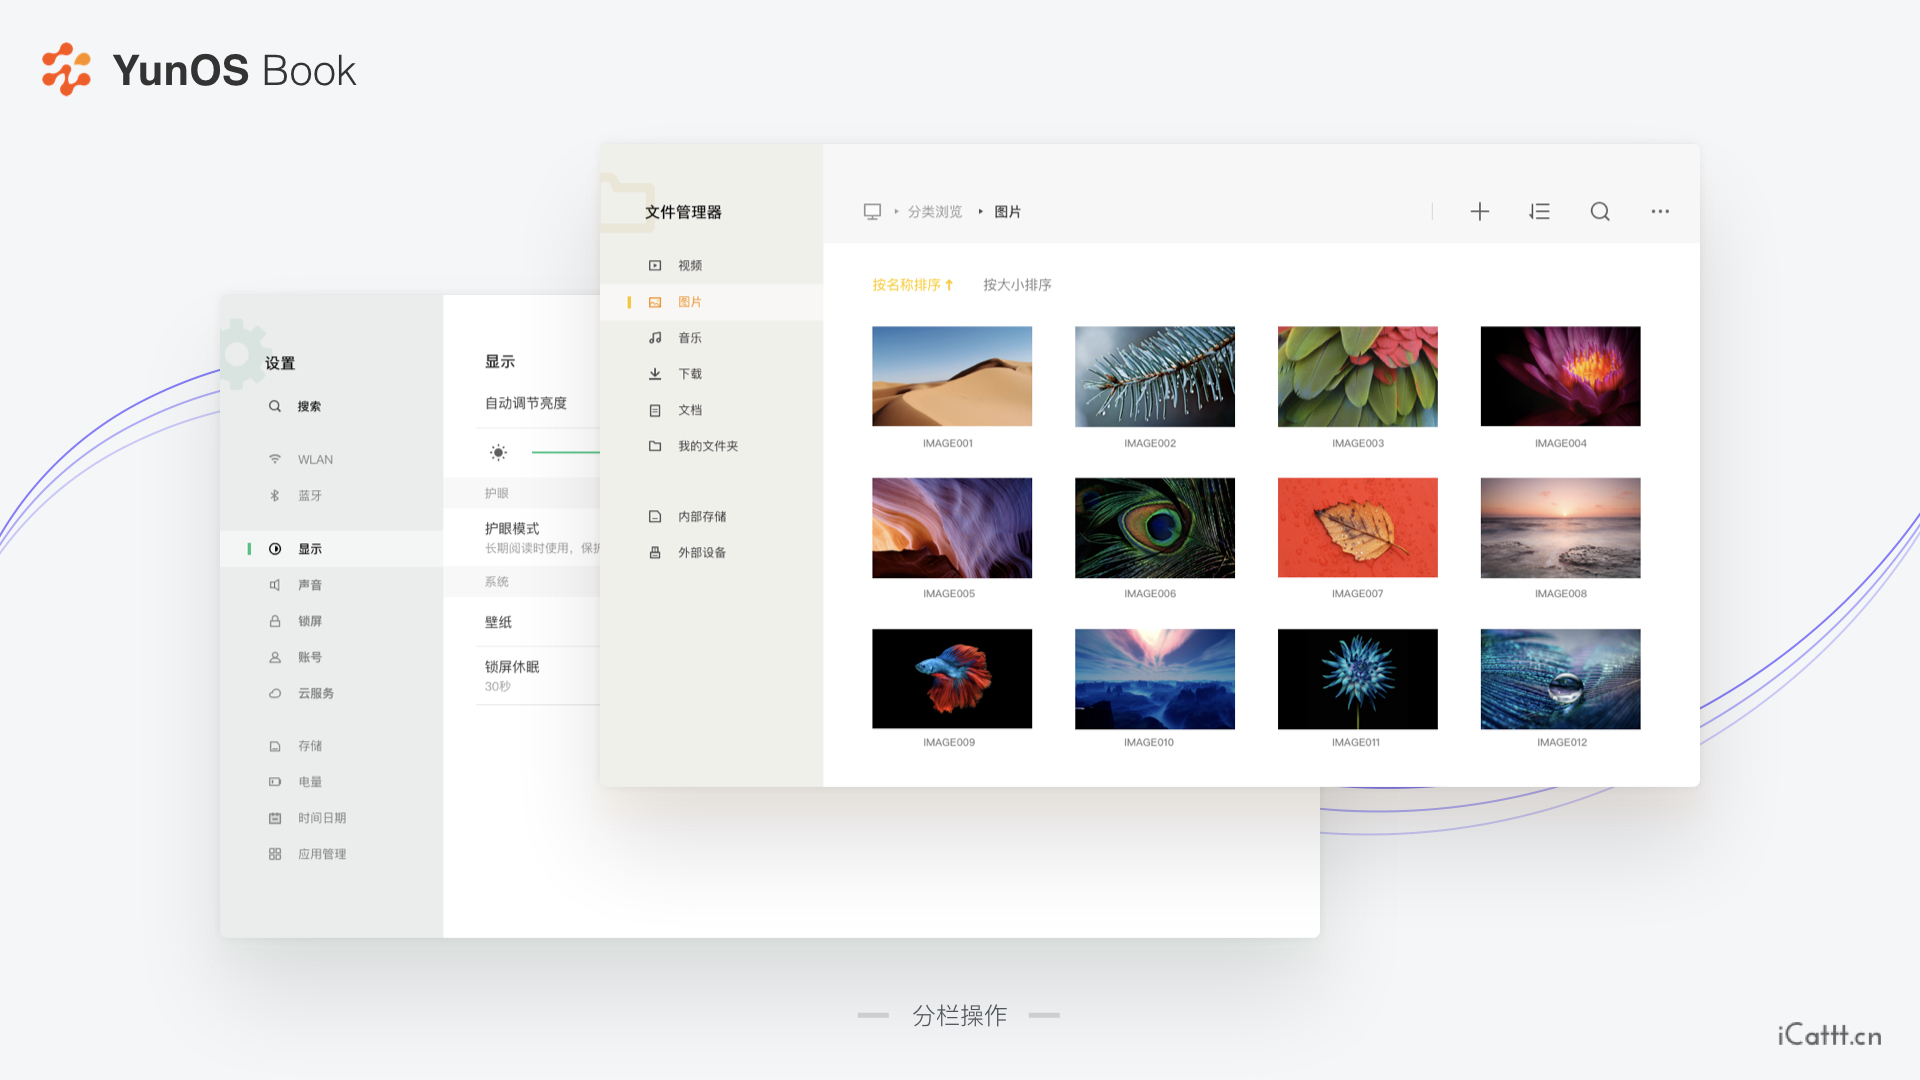 YunOS Book
文件管理器
视频
图片
音乐
下载
文档
我的文件夹
内部存储
外部设备
分类浏览 图片
按名称排序 按大小排序
IMAGE001 IMAGE002 IMAGE003 IMAGE004
IMAGE005 IMAGE006 IMAGE007 IMAGE008
IMAGE009 IMAGE010 IMAGE011 IMAGE012
设置
搜索
WLAN
蓝牙
显示
声音
锁屏
账号
云服务
存储
电量
时间日期
应用管理
显示
自动调节亮度
护眼
护眼模式
长期阅读时使用，保护
系统
壁纸
锁屏休眠
30秒
分栏操作
iCattt.cn